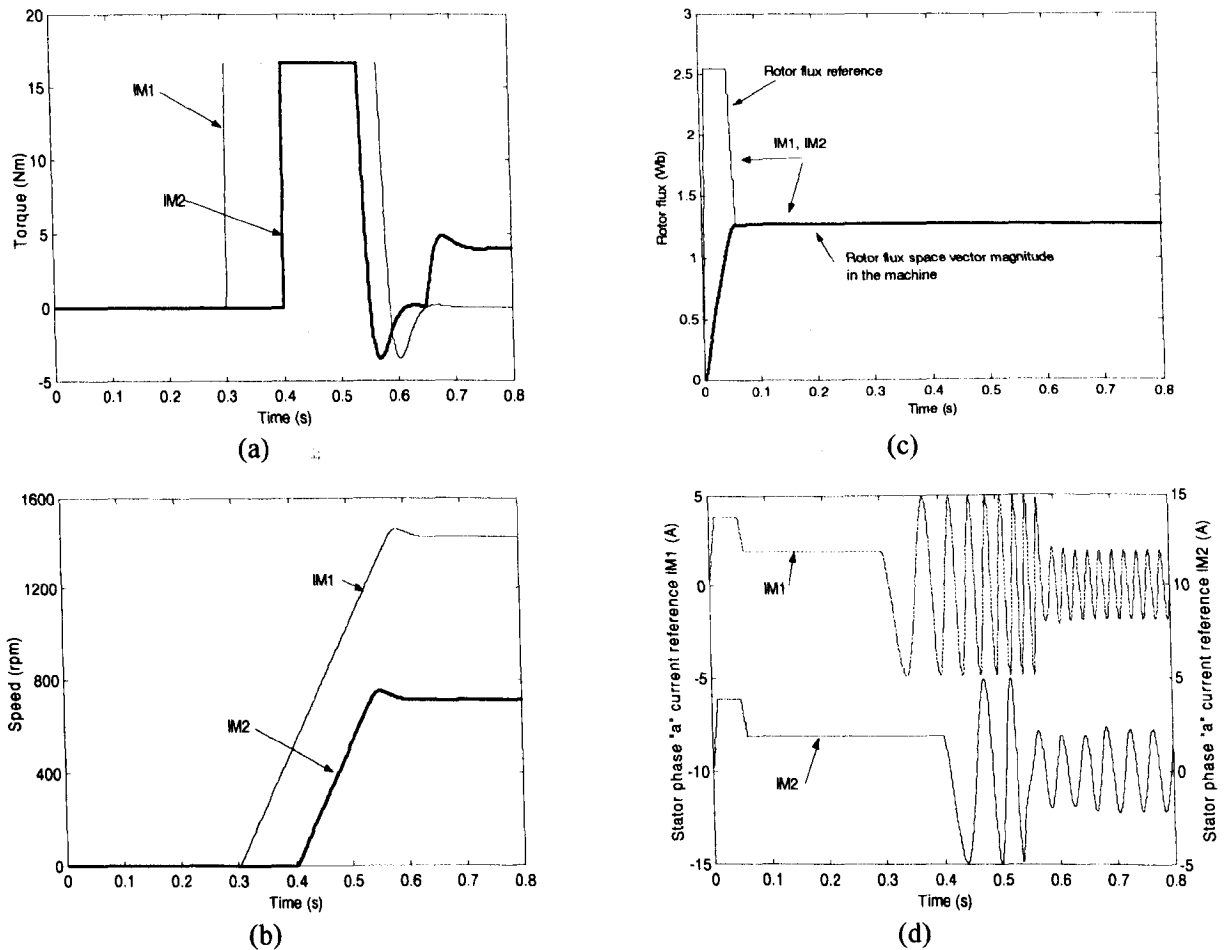 20
15
10
5
0
-5
Torque (Nm)
IM1
IM2
0 0.1 0.2 0.3 0.4 0.5 0.6 0.7 0.8
Time (s)
(a)
3
2.5
2
1.5
1
0.5
0
Rotor flux (Wb)
Rotor flux reference
IM1, IM2
Rotor flux space vector magnitude
in the machine
0 0.1 0.2 0.3 0.4 0.5 0.6 0.7 0.8
Time (s)
(c)
1600
1200
800
400
0
Speed (rpm)
IM1
IM2
0 0.1 0.2 0.3 0.4 0.5 0.6 0.7 0.8
Time (s)
(b)
5
0
-5
-10
-15
Stator phase "a" current reference IM1 (A)
IM1
IM2
15
10
5
0
-5
Stator phase "a" current reference IM2 (A)
0 0.1 0.2 0.3 0.4 0.5 0.6 0.7 0.8
Time (s)
(d)